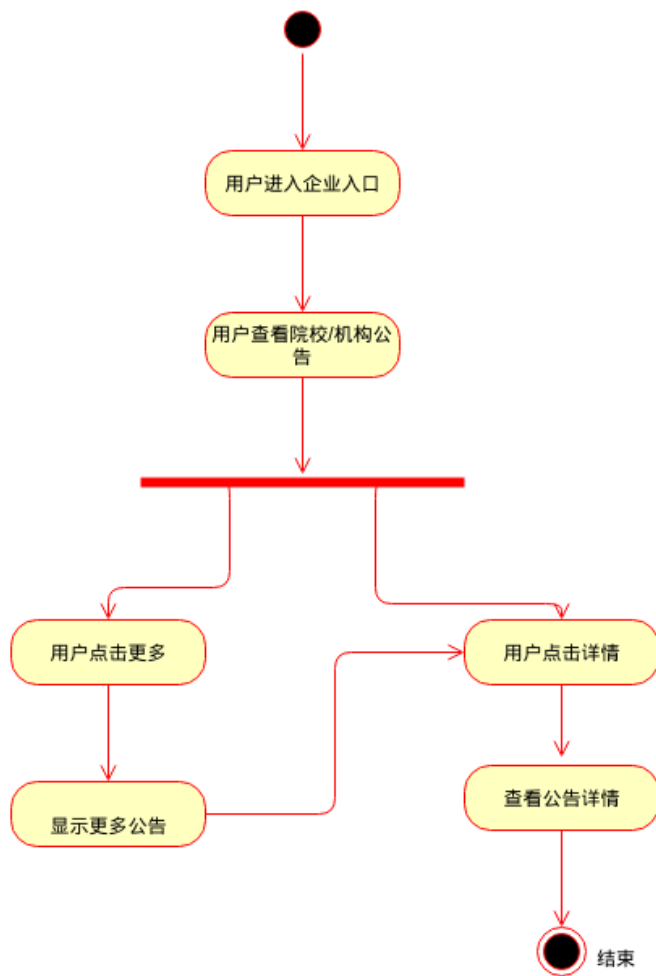 用户进入企业入口
用户查看院校/机构公
告
用户点击更多
用户点击详情
显示更多公告
查看公告详情
结束